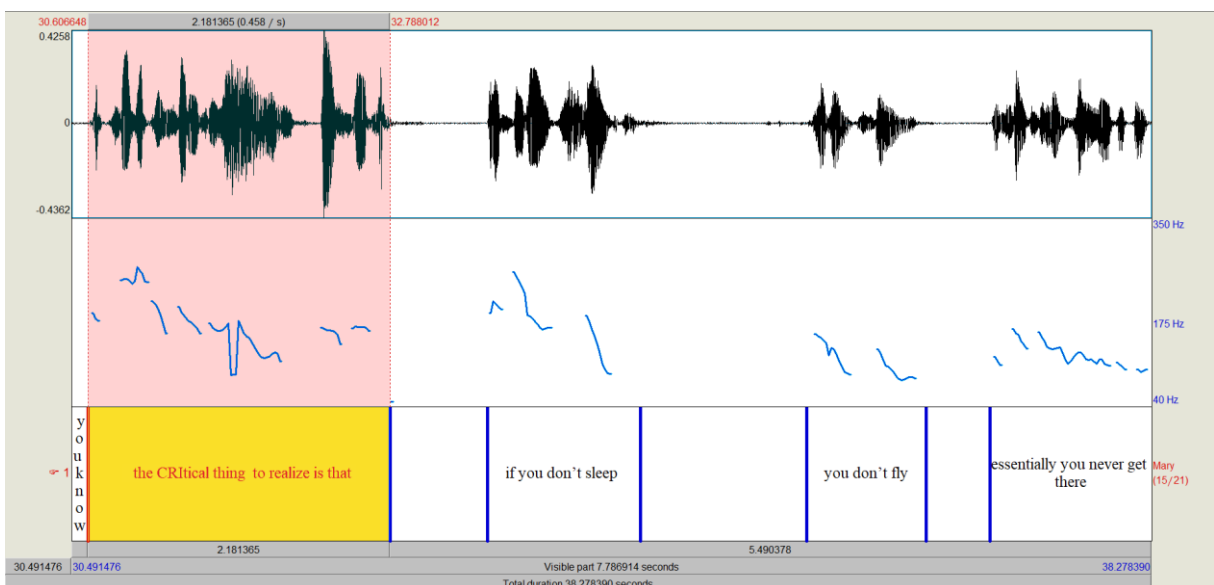 30.606648 2.181365 (0.458 / s) 32.788012
0.4258
0
-0.4362
350 Hz
175 Hz
40 Hz
you know
the CRItical thing to realize is that
if you don't sleep
you don't fly
essentially you never get
there
☞ 1
Mary
(15/21)
2.181365 5.490378
30.491476 30.491476 Visible part 7.786914 seconds 38.278390
Total duration 38.278390 seconds